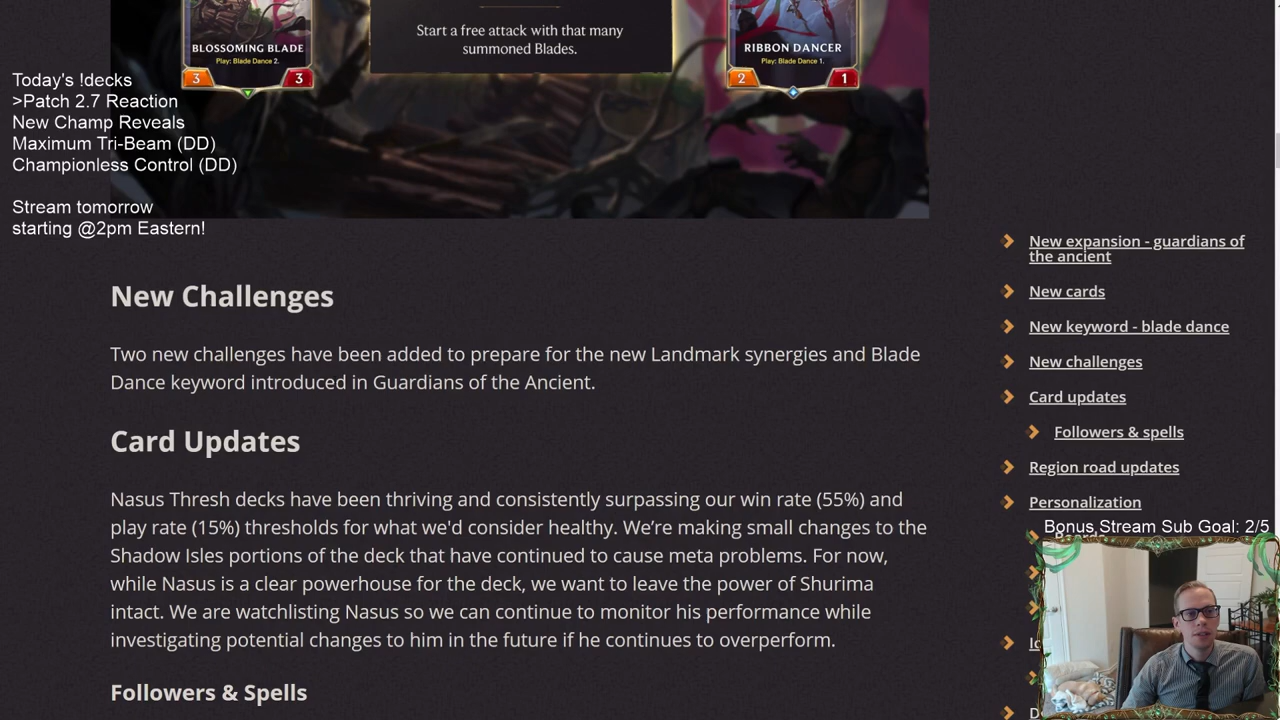 BLOSSOMING BLADE
Play: Blade Dance 2.
3
3
Start a free attack with that many
summoned Blades.
RIBBON DANCER
Play: Blade Dance 1.
2
1
Today's !decks
>Patch 2.7 Reaction
New Champ Reveals
Maximum Tri-Beam (DD)
Championless Control (DD)
Stream tomorrow
starting @2pm Eastern!
New Challenges
Two new challenges have been added to prepare for the new Landmark synergies and Blade
Dance keyword introduced in Guardians of the Ancient.
Card Updates
Nasus Thresh decks have been thriving and consistently surpassing our win rate (55%) and
play rate (15%) thresholds for what we'd consider healthy. We're making small changes to the
Shadow Isles portions of the deck that have continued to cause meta problems. For now,
while Nasus is a clear powerhouse for the deck, we want to leave the power of Shurima
intact. We are watchlisting Nasus so we can continue to monitor his performance while
investigating potential changes to him in the future if he continues to overperform.
Followers & Spells
New expansion - guardians of
the ancient
New cards
New keyword - blade dance
New challenges
Card updates
Followers & spells
Region road updates
Personalization
Bonus Stream Sub Goal: 2/5